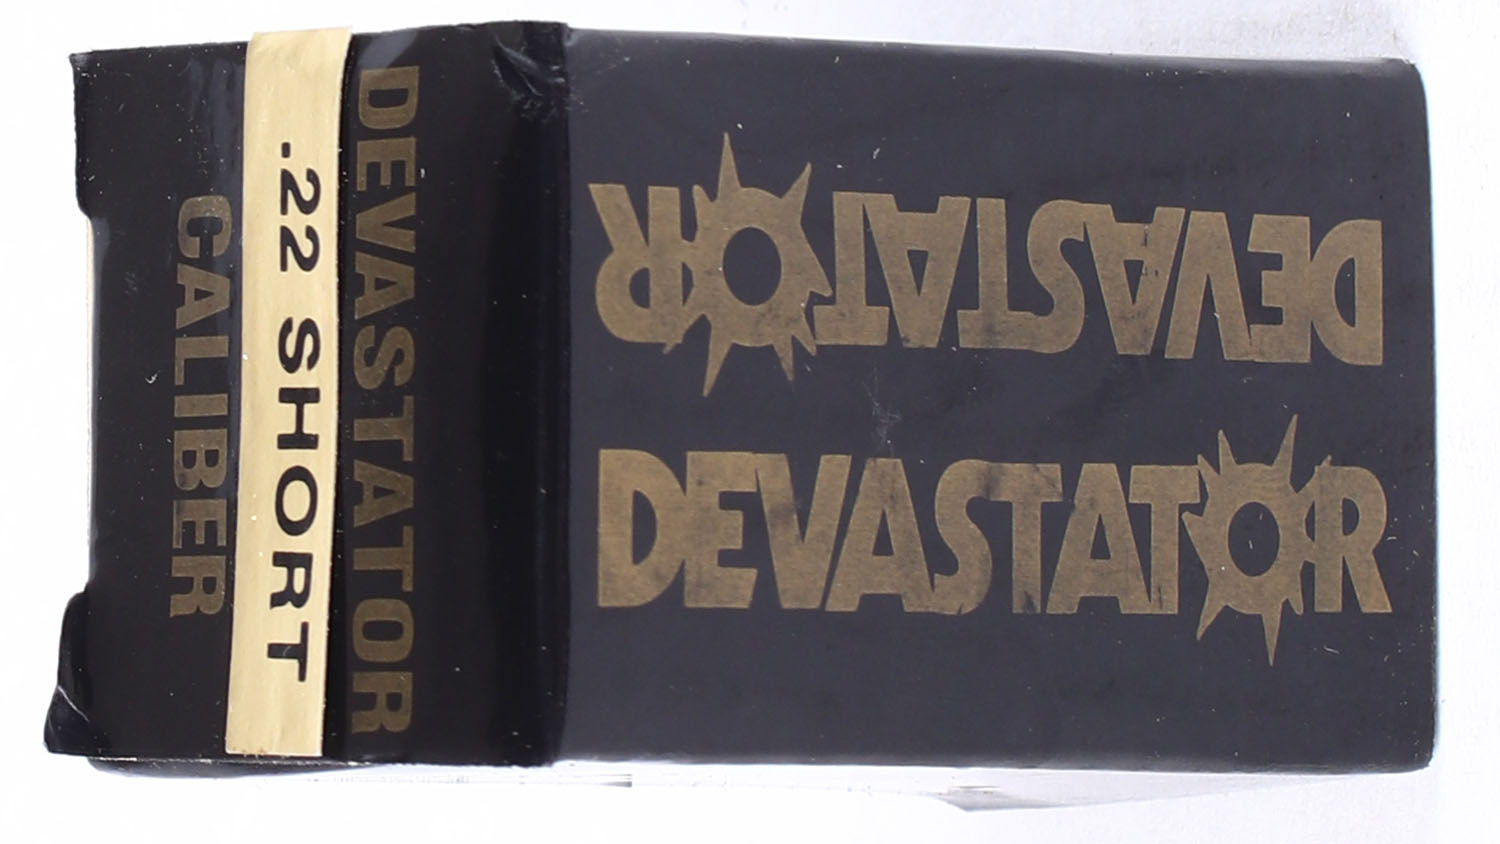 DEVASTATOR
.22 SHORT
CALIBER
DEVASTATOR
DEVASTATOR